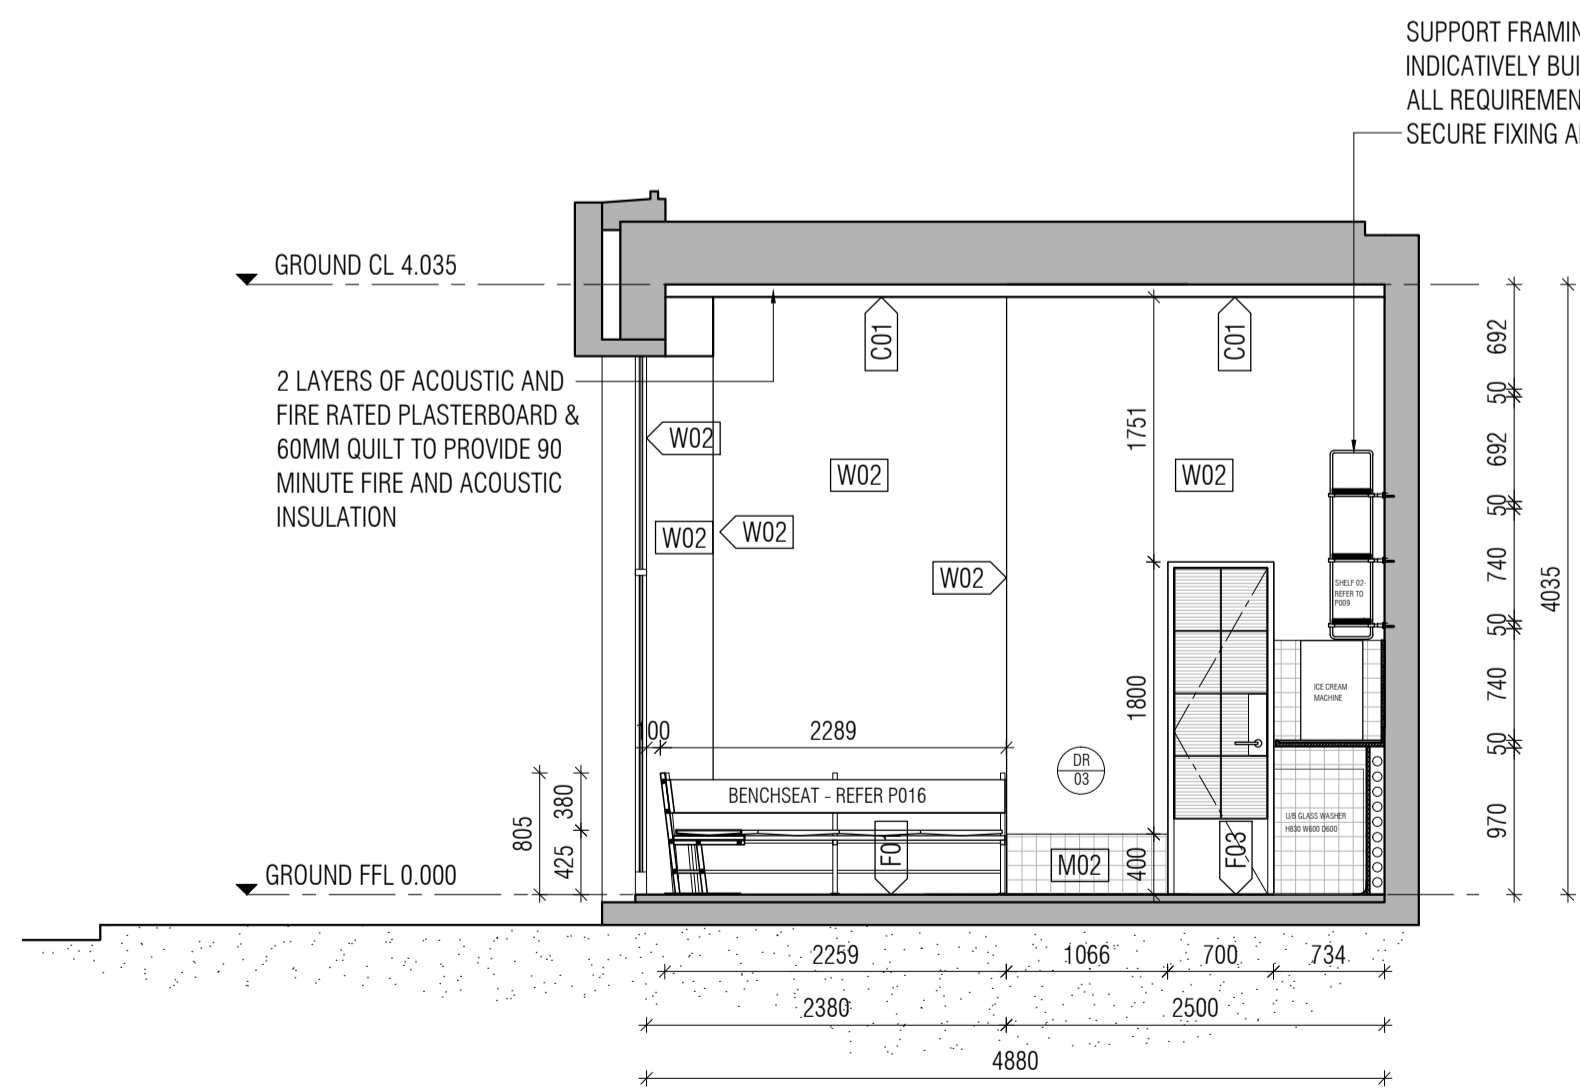 SUPPORT FRAMIN
INDICATIVELY BUI
ALL REQUIREMEN
SECURE FIXING A
GROUND CL 4.035
2 LAYERS OF ACOUSTIC AND
FIRE RATED PLASTERBOARD &
60MM QUILT TO PROVIDE 90
MINUTE FIRE AND ACOUSTIC
INSULATION
C01
C01
W02
W02
W02
W02
W02
W02
1751
1800
400
692
50
692
50
740
50
740
50
970
4035
SHELF 02-
REFER TO
P009
ICE CREAM
MACHINE
100
2289
DR
03
BENCHSEAT - REFER P016
U/B GLASS WASHER
H830 W600 D600
805
380
425
F01
M02
F03
GROUND FFL 0.000
2259
1066
700
734
2380
2500
4880